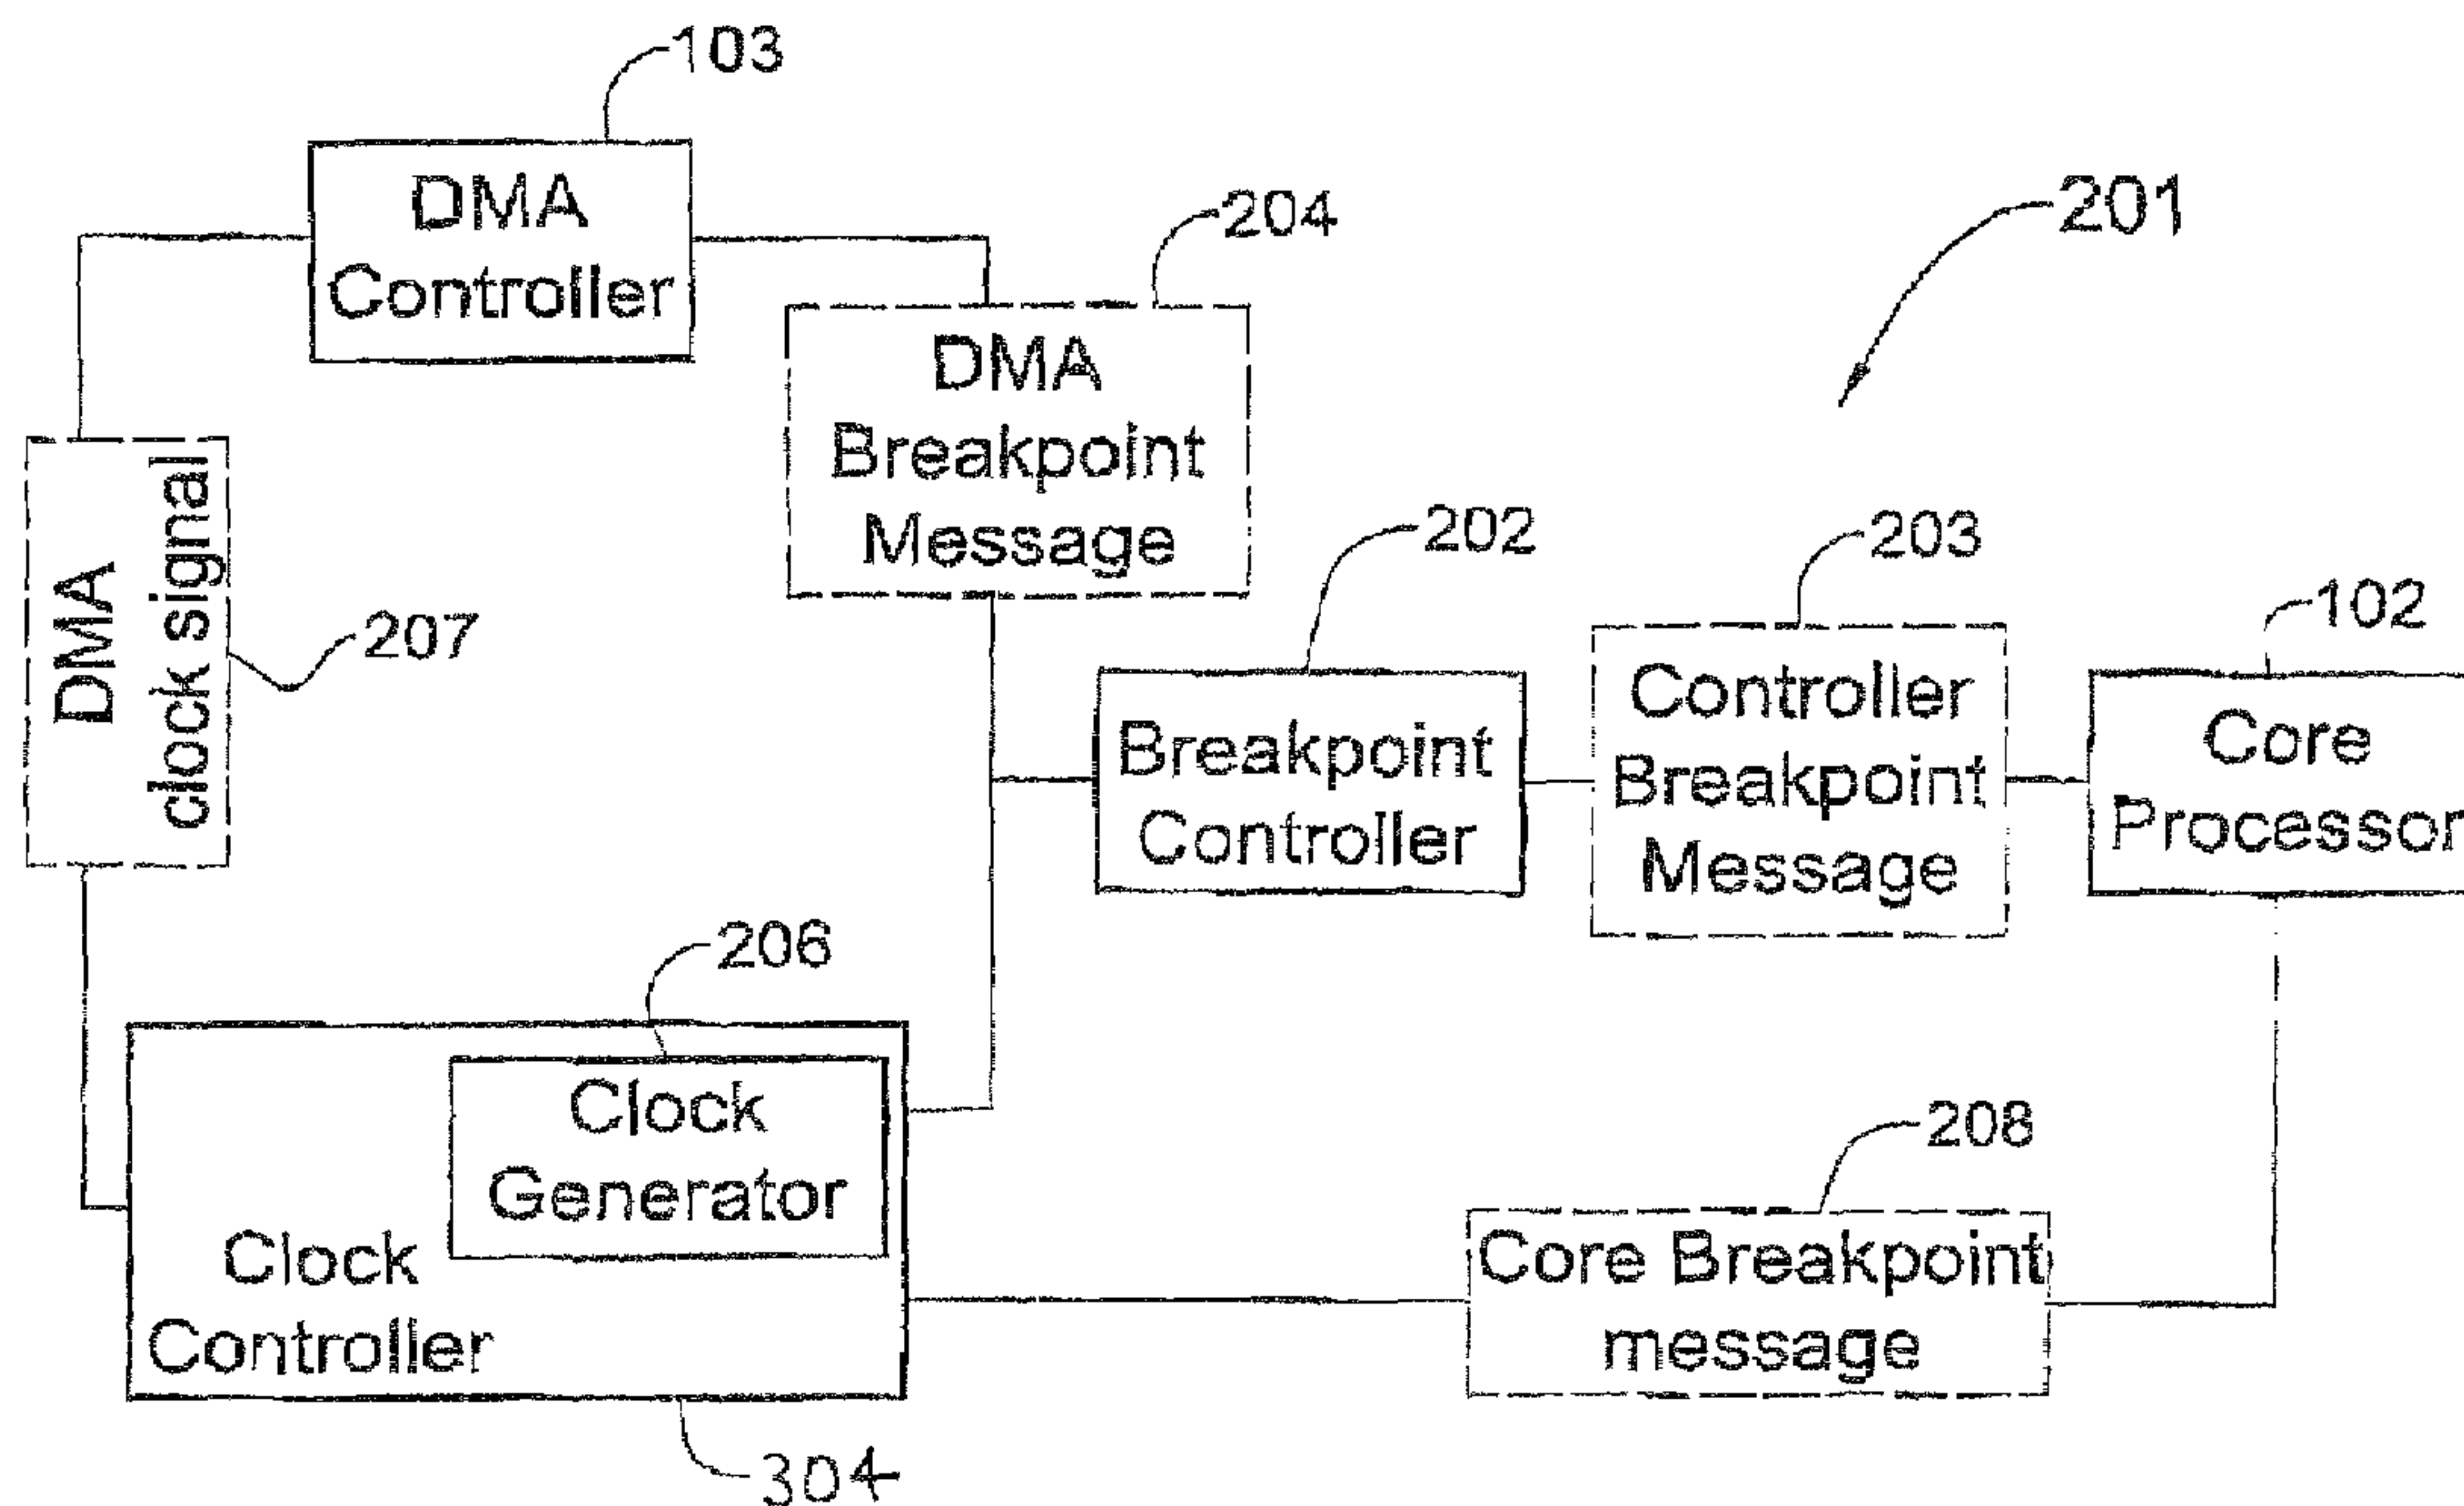 103
DMA
Controller
204
DMA
Breakpoint
Message
201
DMA
clock signal
207
202
Breakpoint
Controller
203
Controller
Breakpoint
Message
102
Core
Processor
206
Clock
Generator
Clock
Controller
304
208
Core Breakpoint
message